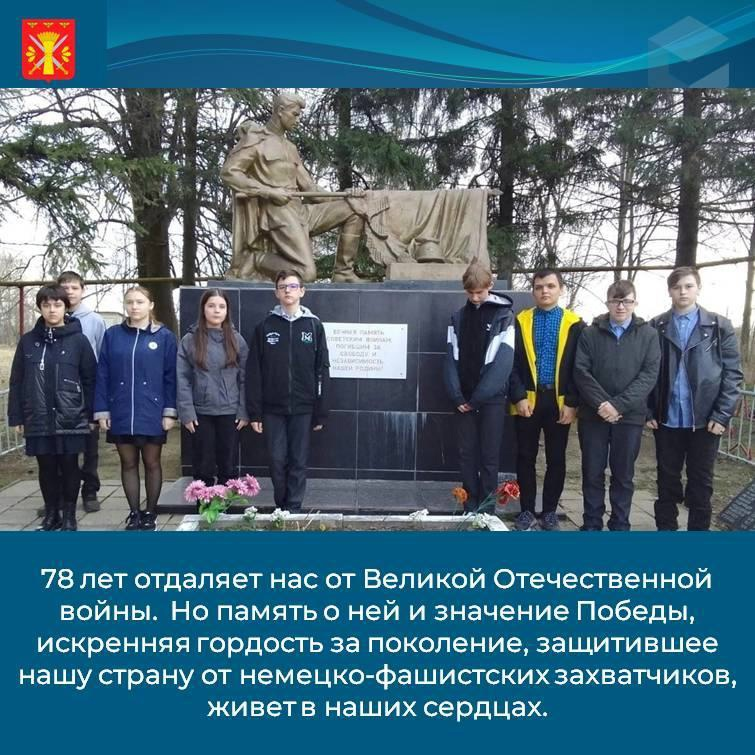 ВЕЧНАЯ ПАМЯТЬ
СОВЕТСКИМ ВОИНАМ,
ПОГИБШИМ ЗА
СВОБОДУ И
НЕЗАВИСИМОСТЬ
НАШЕЙ РОДИНЫ!
78 лет отдаляет нас от Великой Отечественной
войны. Но память о ней и значение Победы,
искренняя гордость за поколение, защитившее
нашу страну от немецко-фашистских захватчиков,
живет в наших сердцах.